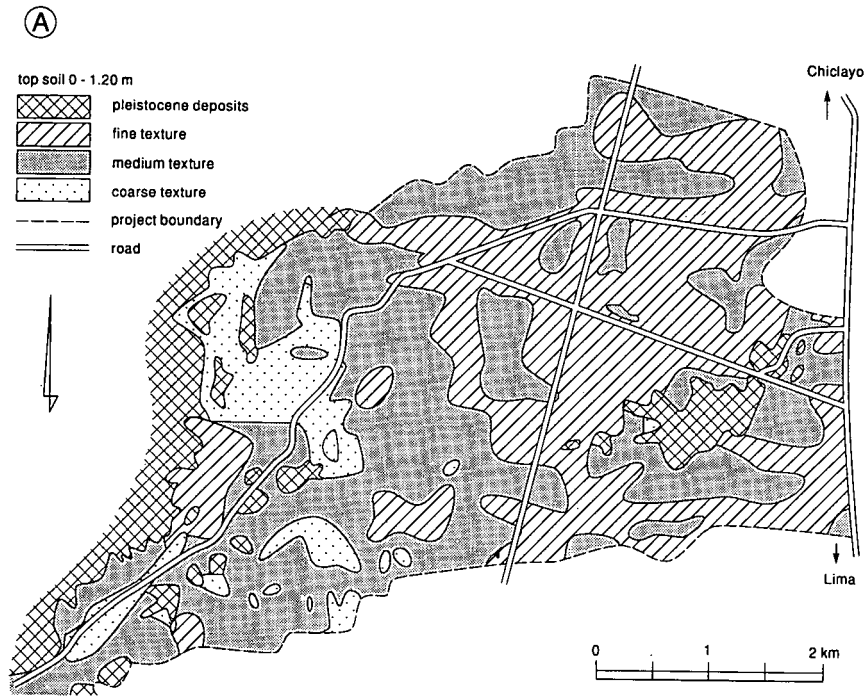 A
top soil 0 - 1.20 m
pleistocene deposits
fine texture
medium texture
coarse texture
project boundary
road
Chiclayo
Lima
0 1 2 km